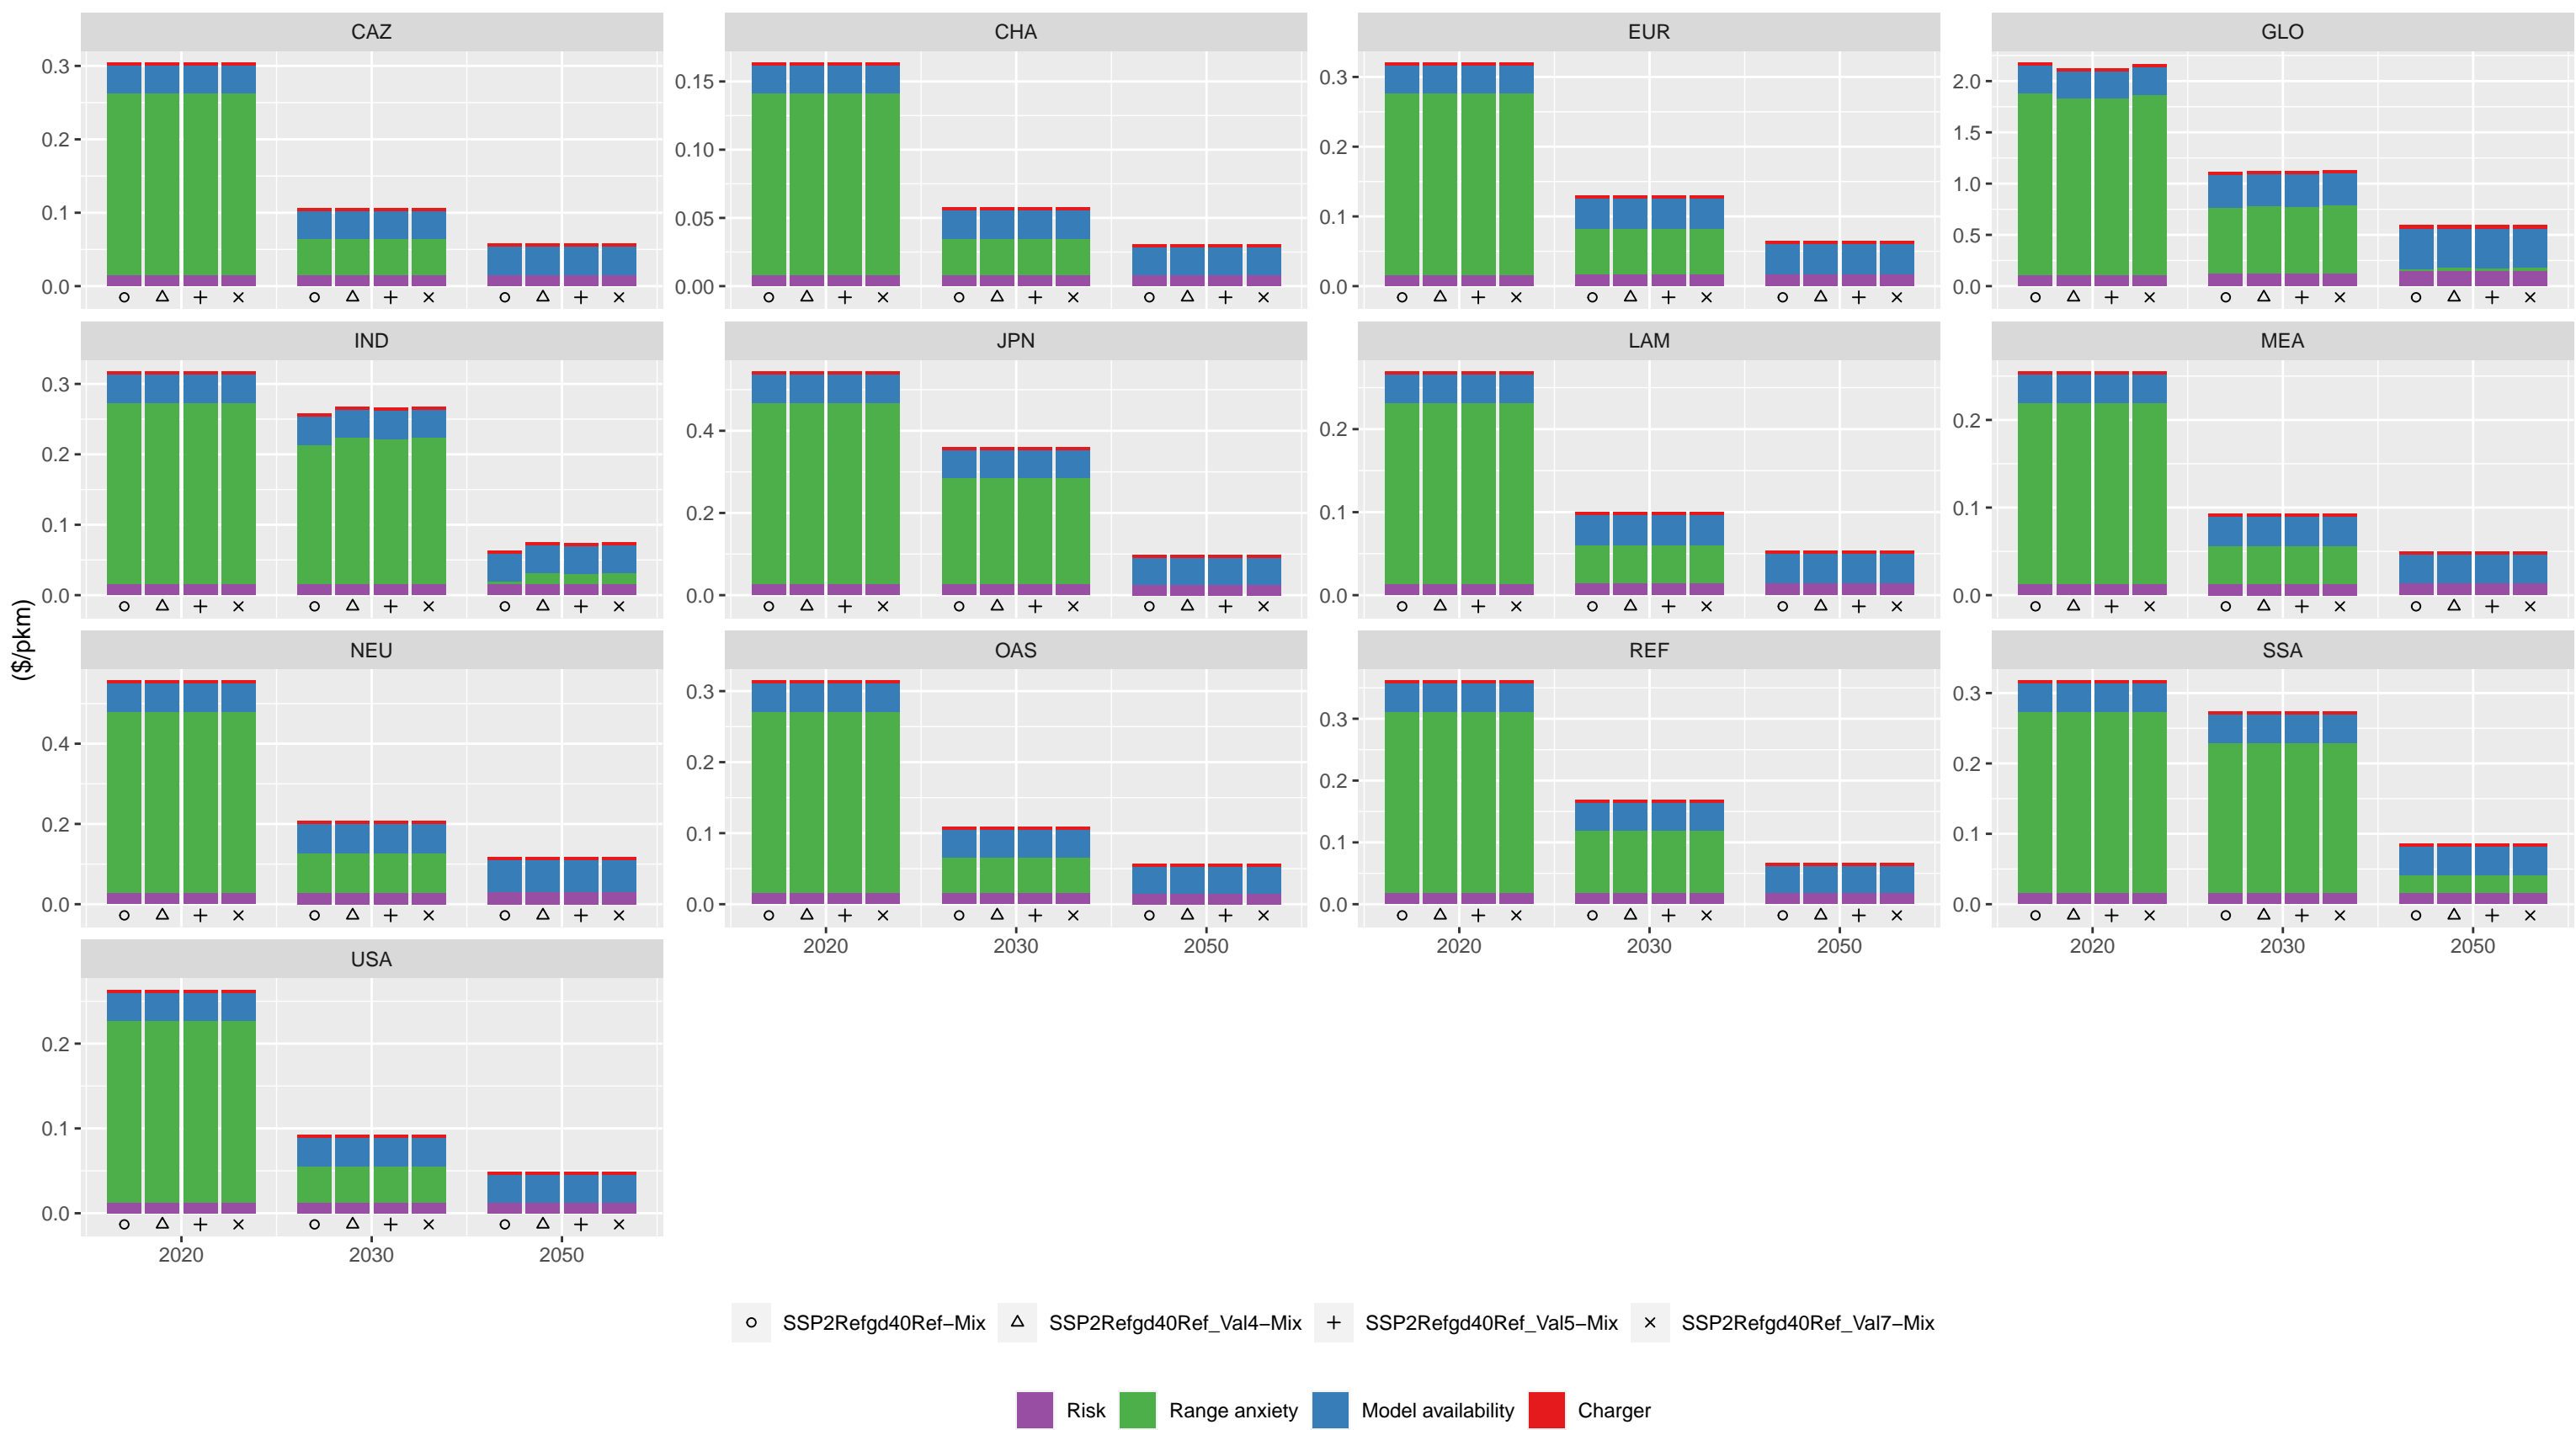 CAZ CHA EUR GLO
0.3 0.15 0.3 2.0
0.2 0.10 0.2 1.5
0.1 0.05 0.1 1.0
0.0 0.00 0.0 0.5
0.0
IND JPN LAM MEA
0.3 0.4 0.2 0.2
0.2 0.2 0.1 0.1
0.1 0.0 0.0 0.0
0.0
($/pkm)
NEU OAS REF SSA
0.4 0.3 0.3 0.3
0.2 0.2 0.2 0.2
0.0 0.1 0.1 0.1
0.0 0.0 0.0
2020 2030 2050 2020 2030 2050 2020 2030 2050
USA
0.2
0.1
0.0
2020 2030 2050
SSP2Refgd40Ref−Mix SSP2Refgd40Ref_Val4−Mix SSP2Refgd40Ref_Val5−Mix SSP2Refgd40Ref_Val7−Mix
Risk Range anxiety Model availability Charger